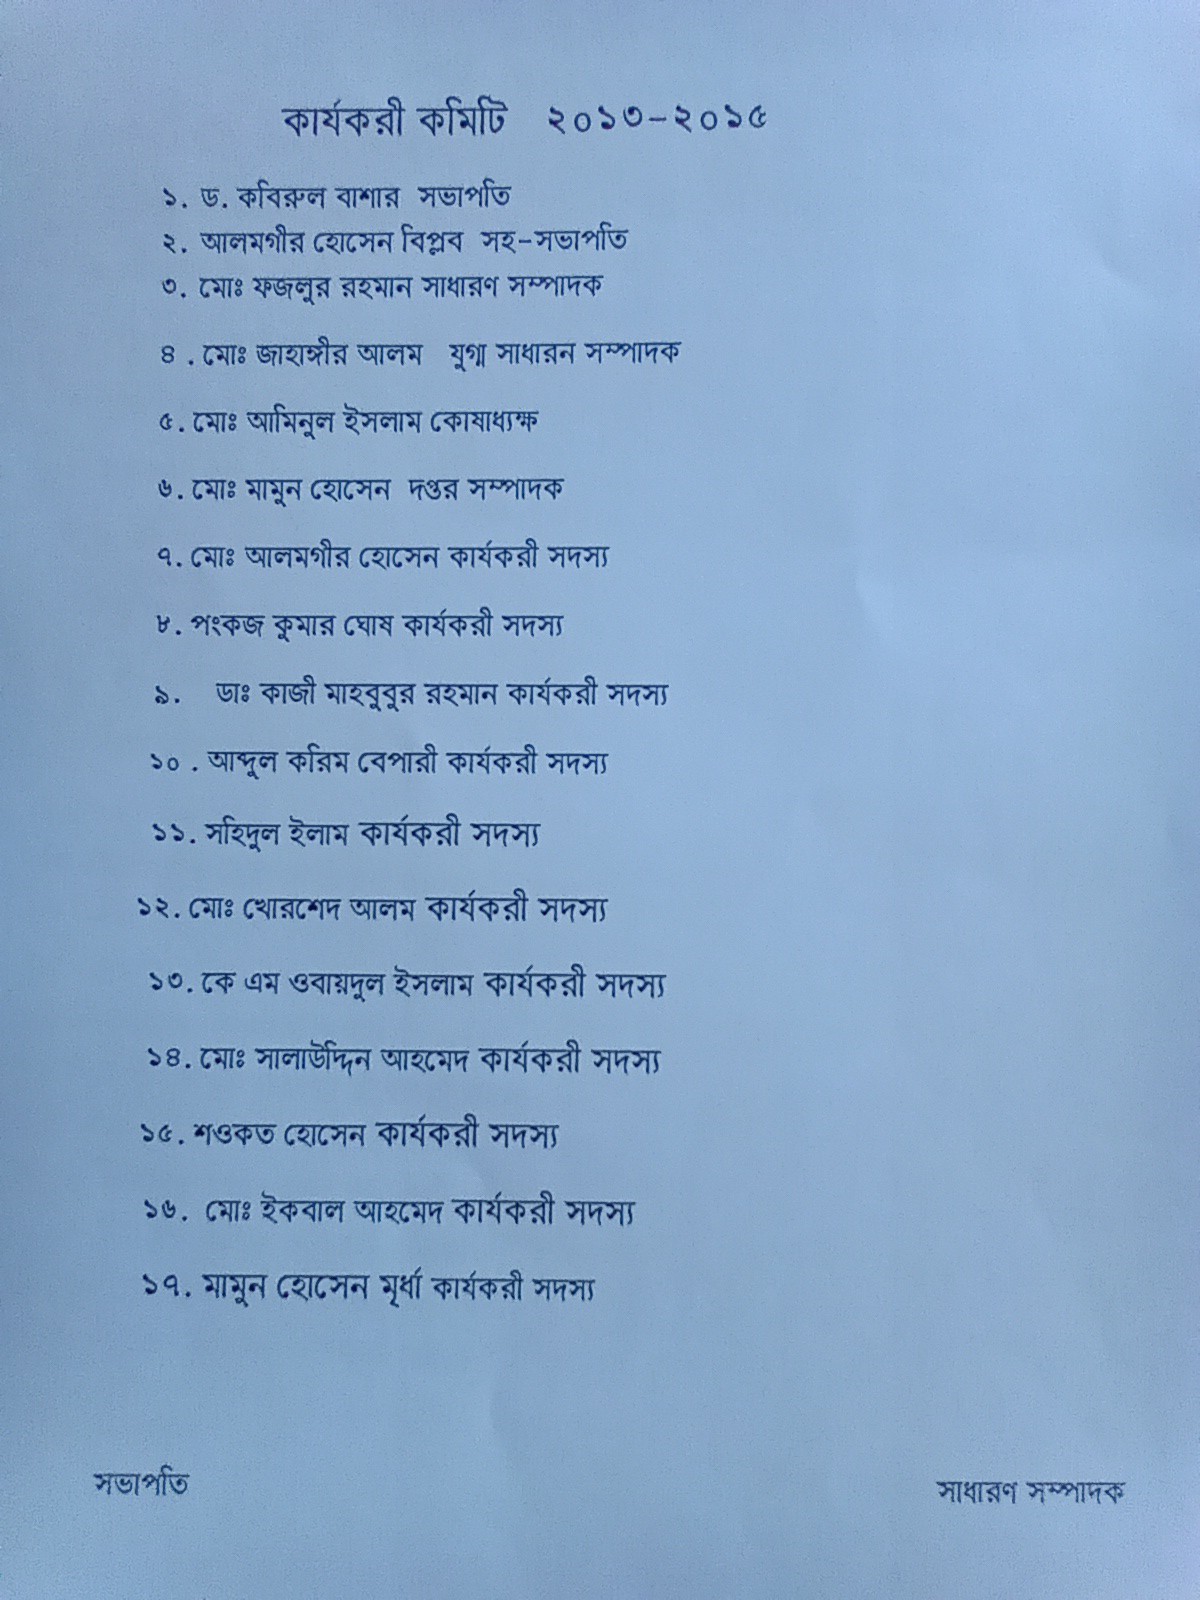 কার্যকরী কমিটি ২০১৩-২০১৫
১. ড. কবিরুল বাশার সভাপতি
২. আলমগীর হোসেন বিপ্লব সহ-সভাপতি
৩. মোঃ ফজলুর রহমান সাধারণ সম্পাদক
৪ . মোঃ জাহাঙ্গীর আলম যুগ্ম সাধারন সম্পাদক
৫. মোঃ আমিনুল ইসলাম কোষাধ্যক্ষ
৬. মোঃ মামুন হোসেন দপ্তর সম্পাদক
৭. মোঃ আলমগীর হোসেন কার্যকরী সদস্য
৮. পংকজ কুমার ঘোষ কার্যকরী সদস্য
৯. ডাঃ কাজী মাহবুবুর রহমান কার্যকরী সদস্য
১০ . আব্দুল করিম বেপারী কার্যকরী সদস্য
১১. সহিদুল ইলাম কার্যকরী সদস্য
১২. মোঃ খোরশেদ আলম কার্যকরী সদস্য
১৩. কে এম ওবায়দুল ইসলাম কার্যকরী সদস্য
১৪. মোঃ সালাউদ্দিন আহমেদ কার্যকরী সদস্য
১৫. শওকত হোসেন কার্যকরী সদস্য
১৬. মোঃ ইকবাল আহমেদ কার্যকরী সদস্য
১৭. মামুন হোসেন মৃর্ধা কার্যকরী সদস্য
সভাপতি
সাধারণ সম্পাদক